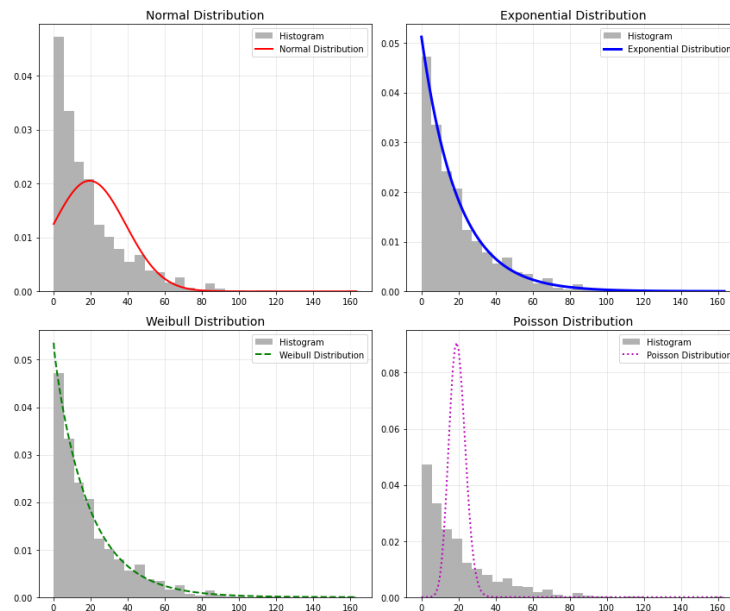 Normal Distribution
Histogram
Normal Distribution
0.04
0.03
0.02
0.01
0.00
0 20 40 60 80 100 120 140 160
Exponential Distribution
Histogram
Exponential Distribution
0.05
0.04
0.03
0.02
0.01
0.00
0 20 40 60 80 100 120 140 160
Weibull Distribution
Histogram
Weibull Distribution
0.05
0.04
0.03
0.02
0.01
0.00
0 20 40 60 80 100 120 140 160
Poisson Distribution
Histogram
Poisson Distribution
0.08
0.06
0.04
0.02
0.00
0 20 40 60 80 100 120 140 160